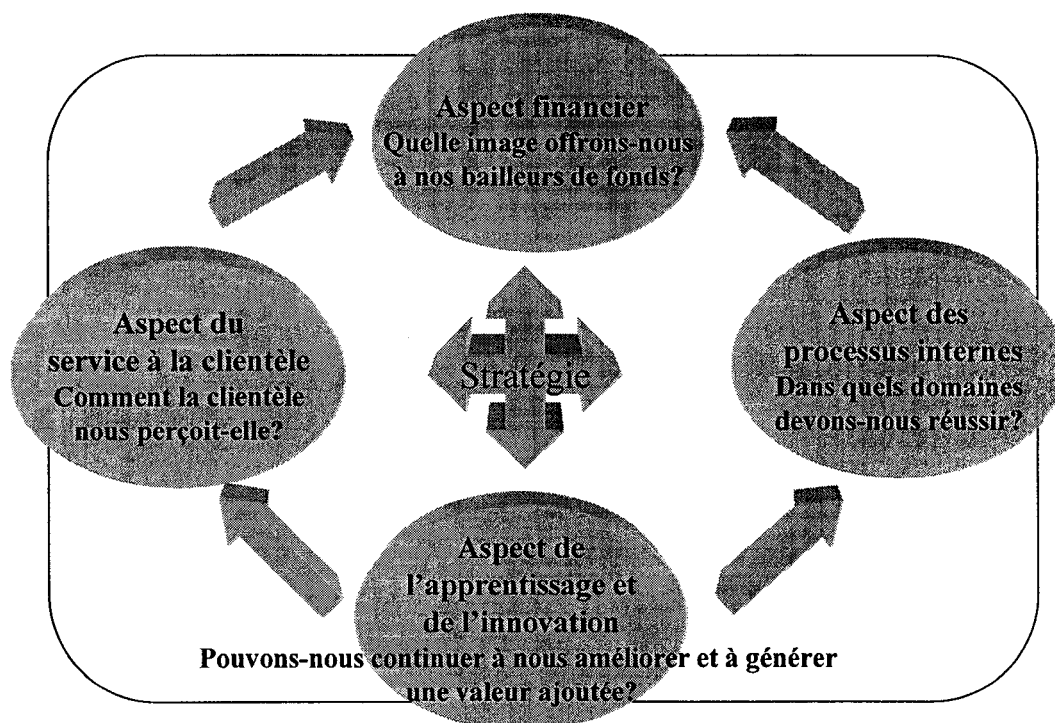 Aspect financier
Quelle image offrons-nous
à nos bailleurs de fonds?
Aspect du
service à la clientèle
Comment la clientèle
nous perçoit-elle?
Stratégie
Aspect des
processus internes
Dans quels domaines
devons-nous réussir?
Aspect de
l'apprentissage et
de l'innovation
Pouvons-nous continuer à nous améliorer et à générer
une valeur ajoutée?